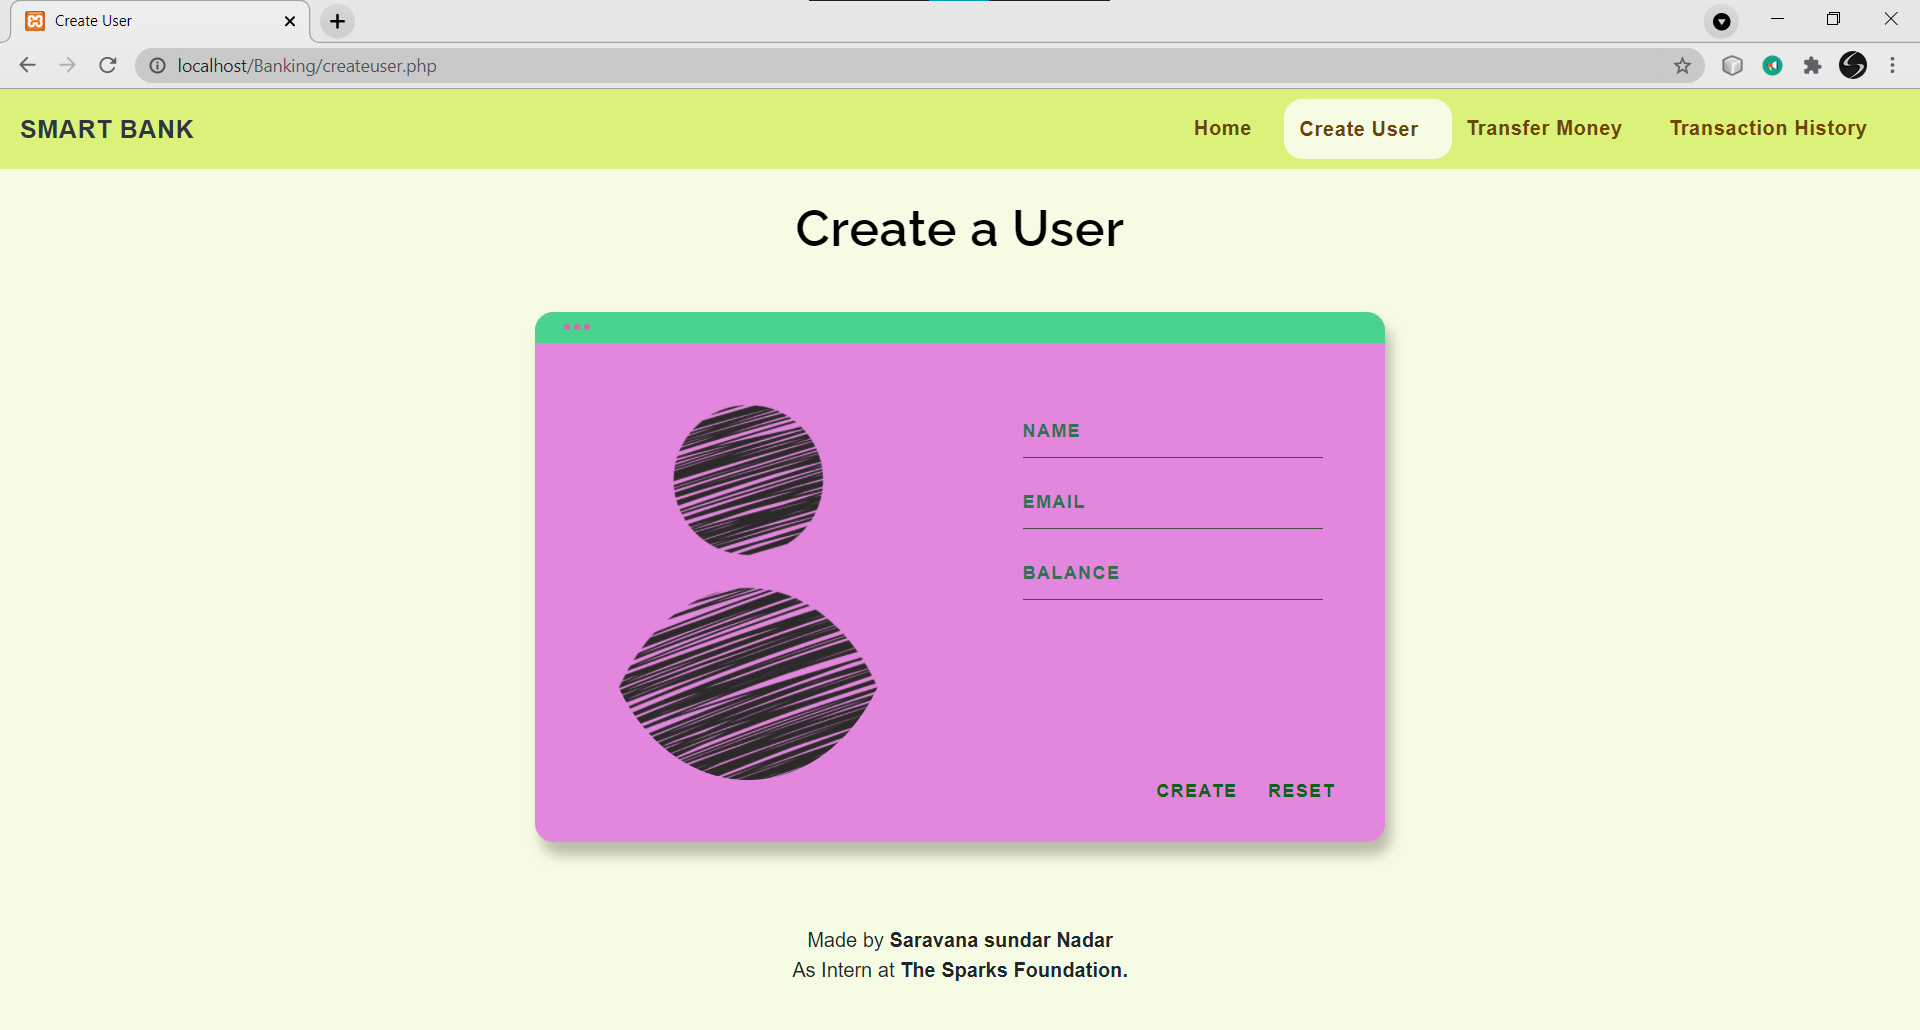 Create User
localhost/Banking/createuser.php
SMART BANK
Home
Create User
Transfer Money
Transaction History
Create a User
NAME
EMAIL
BALANCE
CREATE
RESET
Made by Saravana sundar Nadar
As Intern at The Sparks Foundation.